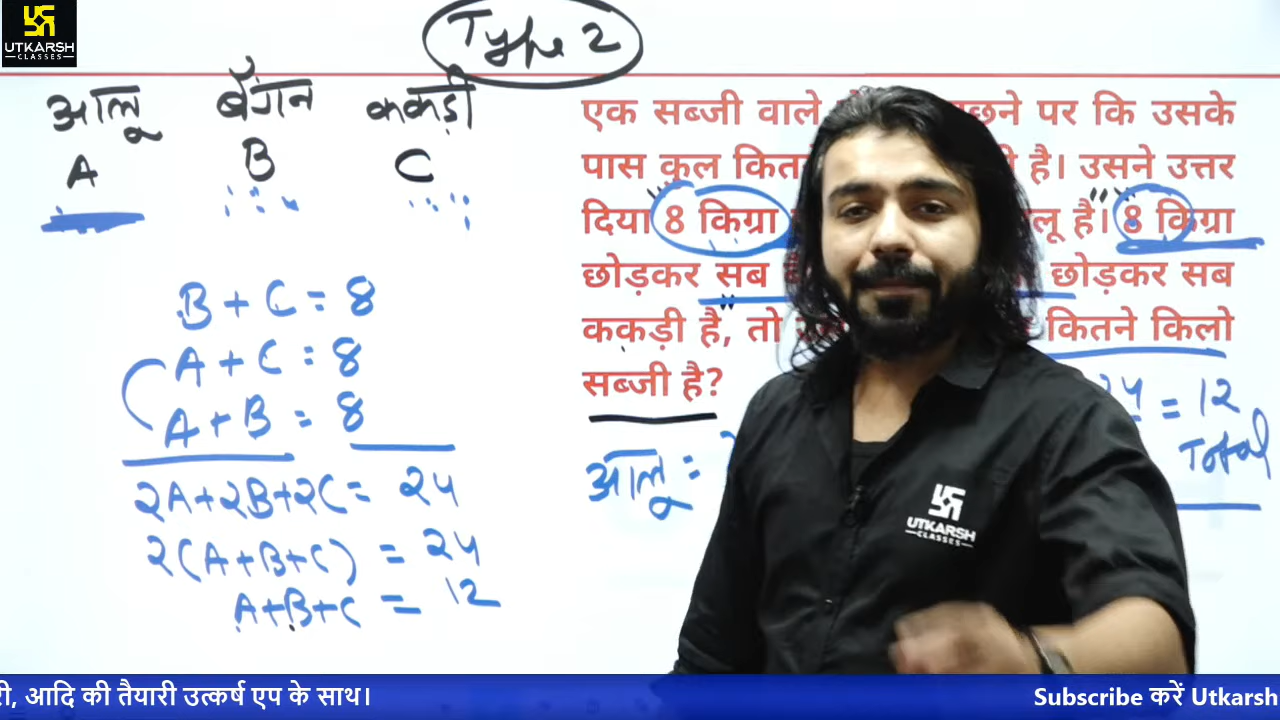 UTKARSH
CLASSES
Type 2
आलू बैंगन ककड़ी
A B C
एक सब्जी वाले पूछने पर कि उसके
पास कुल है। उसने उत्तर
दिया 8 किग्रा है। 8 किग्रा
छोड़कर सब छोड़कर सब
ककड़ी है, तो कितने किलो
सब्जी है?
B + C = 8
A + C = 8
A + B = 8
2A+2B+2C = 24
2(A+B+C) = 24
A+B+C = 12
आलू =
24 = 12
Total
UTKARSH
CLASSES
आदि की तैयारी उत्कर्ष एप के साथ।
Subscribe करें Utkarsh